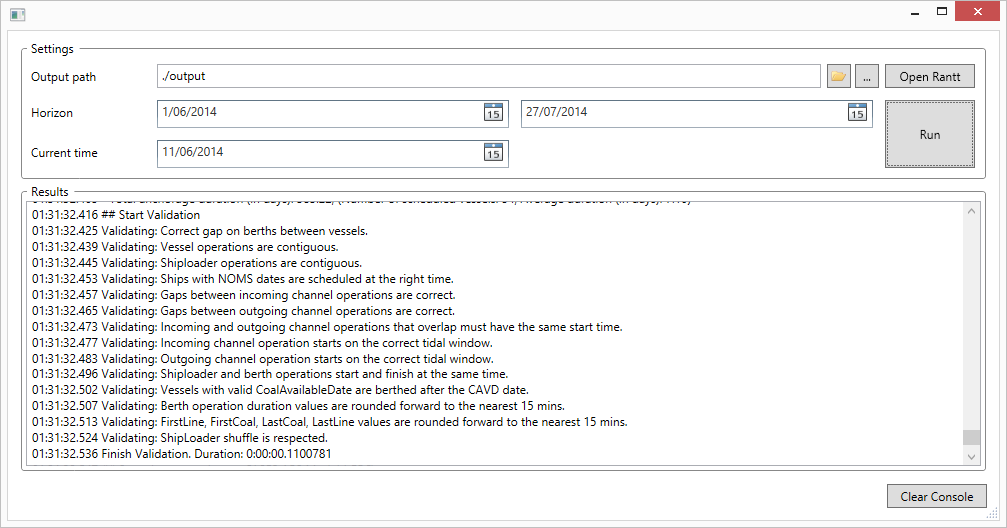 Settings
Output path
./output
...
Open Rantt
Horizon
1/06/2014
15
27/07/2014
15
Run
Current time
11/06/2014
15
Results
01:31:32.416 ## Start Validation
01:31:32.425 Validating: Correct gap on berths between vessels.
01:31:32.439 Validating: Vessel operations are contiguous.
01:31:32.445 Validating: Shiploader operations are contiguous.
01:31:32.453 Validating: Ships with NOMS dates are scheduled at the right time.
01:31:32.457 Validating: Gaps between incoming channel operations are correct.
01:31:32.465 Validating: Gaps between outgoing channel operations are correct.
01:31:32.473 Validating: Incoming and outgoing channel operations that overlap must have the same start time.
01:31:32.477 Validating: Incoming channel operation starts on the correct tidal window.
01:31:32.483 Validating: Outgoing channel operation starts on the correct tidal window.
01:31:32.496 Validating: Shiploader and berth operations start and finish at the same time.
01:31:32.502 Validating: Vessels with valid CoalAvailableDate are berthed after the CAVD date.
01:31:32.507 Validating: Berth operation duration values are rounded forward to the nearest 15 mins.
01:31:32.513 Validating: FirstLine, FirstCoal, LastCoal, LastLine values are rounded forward to the nearest 15 mins.
01:31:32.524 Validating: ShipLoader shuffle is respected.
01:31:32.536 Finish Validation. Duration: 0:00:00.1100781
Clear Console